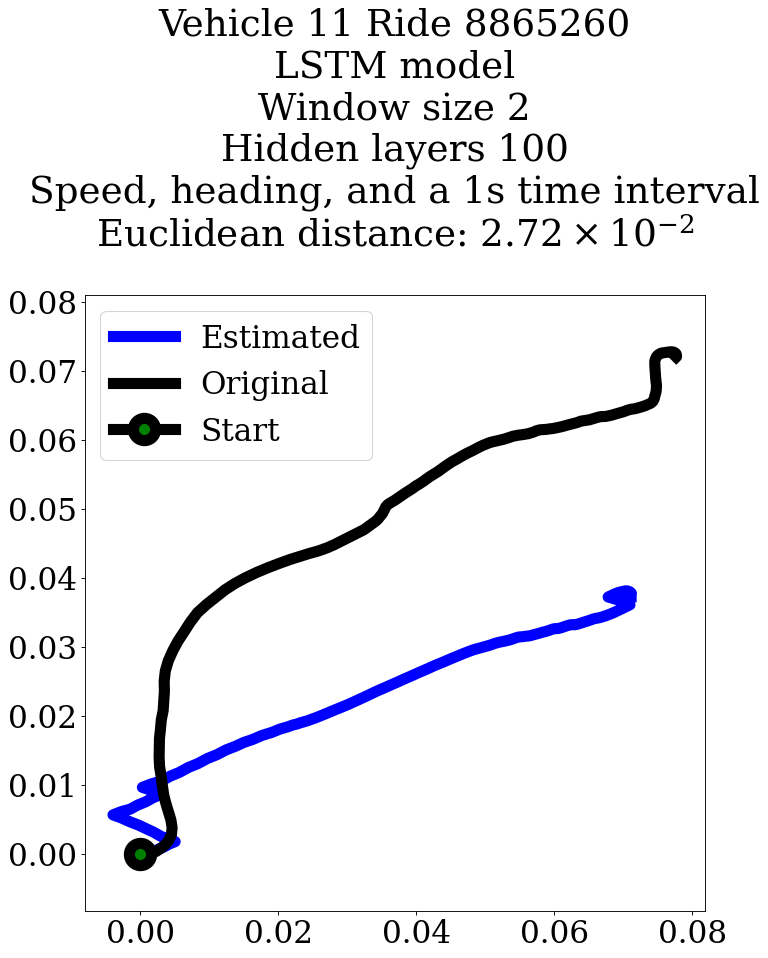 Vehicle 11 Ride 8865260
LSTM model
Window size 2
Hidden layers 100
Speed, heading, and a 1s time interval
Euclidean distance: 2.72 × 10⁻²
0.08
Estimated
0.07
Original
0.06
Start
0.05
0.04
0.03
0.02
0.01
0.00
0.00 0.02 0.04 0.06 0.08